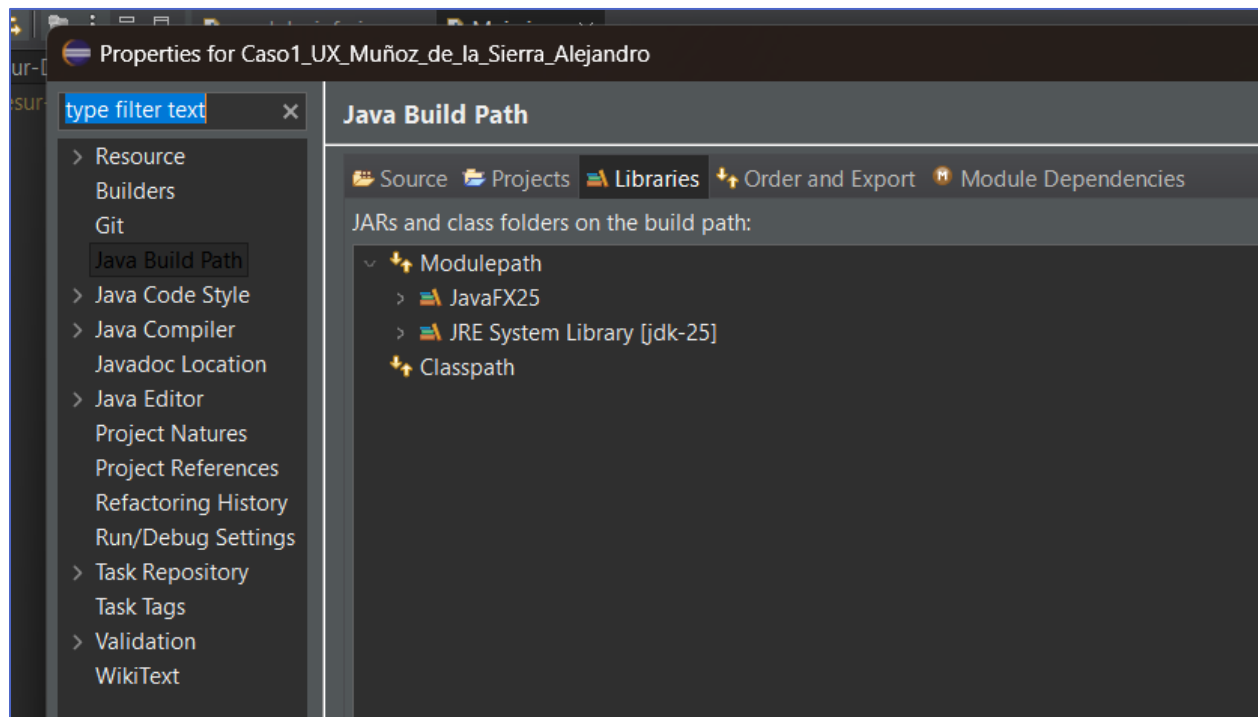 Properties for Caso1_UX_Muñoz_de_la_Sierra_Alejandro
type filter text
Resource
Builders
Git
Java Build Path
Java Code Style
Java Compiler
Javadoc Location
Java Editor
Project Natures
Project References
Refactoring History
Run/Debug Settings
Task Repository
Task Tags
Validation
WikiText
Java Build Path
Source Projects Libraries Order and Export Module Dependencies
JARs and class folders on the build path:
Modulepath
JavaFX25
JRE System Library [jdk-25]
Classpath